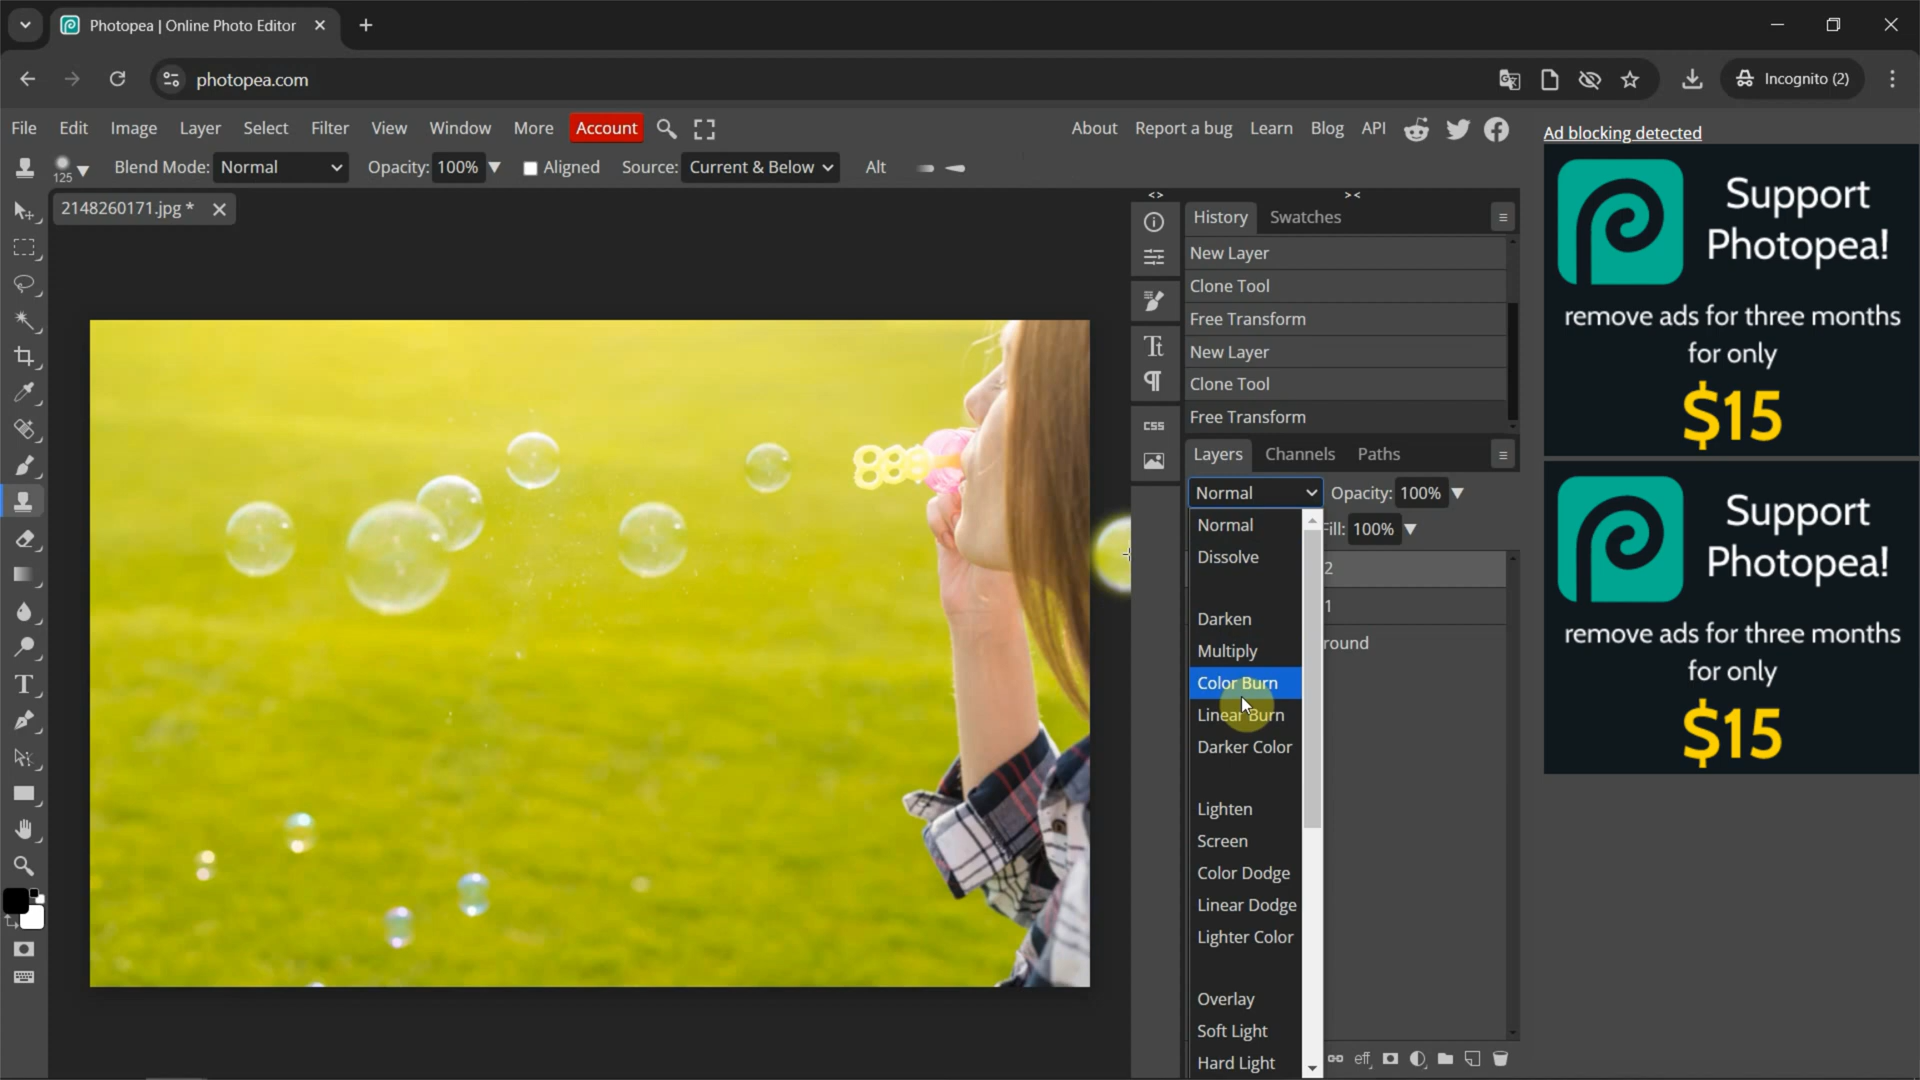 Photopea | Online Photo Editor
photopea.com
Incognito (2)
File Edit Image Layer Select Filter View Window More Account
About Report a bug Learn Blog API
Ad blocking detected
125 Blend Mode: Normal Opacity: 100% Aligned Source: Current & Below Alt
2148260171.jpg *
<> ><
History Swatches
New Layer
Clone Tool
Free Transform
New Layer
Clone Tool
Free Transform
CSS
Layers Channels Paths
Normal Opacity: 100%
Fill: 100%
2
1
round
Normal
Dissolve
Darken
Multiply
Color Burn
Linear Burn
Darker Color
Lighten
Screen
Color Dodge
Linear Dodge
Lighter Color
Overlay
Soft Light
Hard Light
eff
Support
Photopea!
remove ads for three months
for only
$15
Support
Photopea!
remove ads for three months
for only
$15